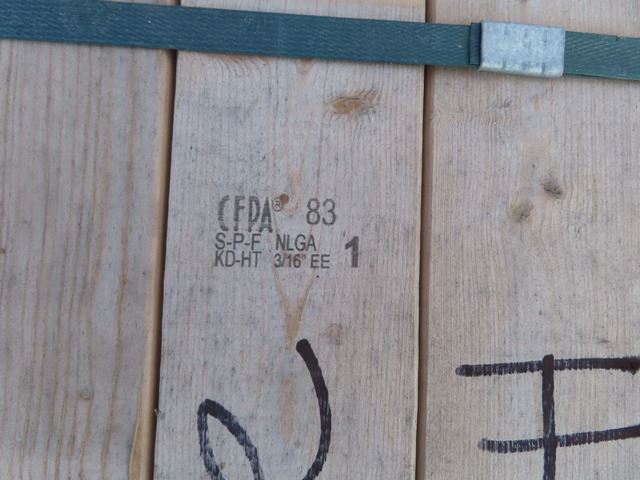 CFPA® 83
S-P-F NLGA 1
KD-HT 3/16" EE